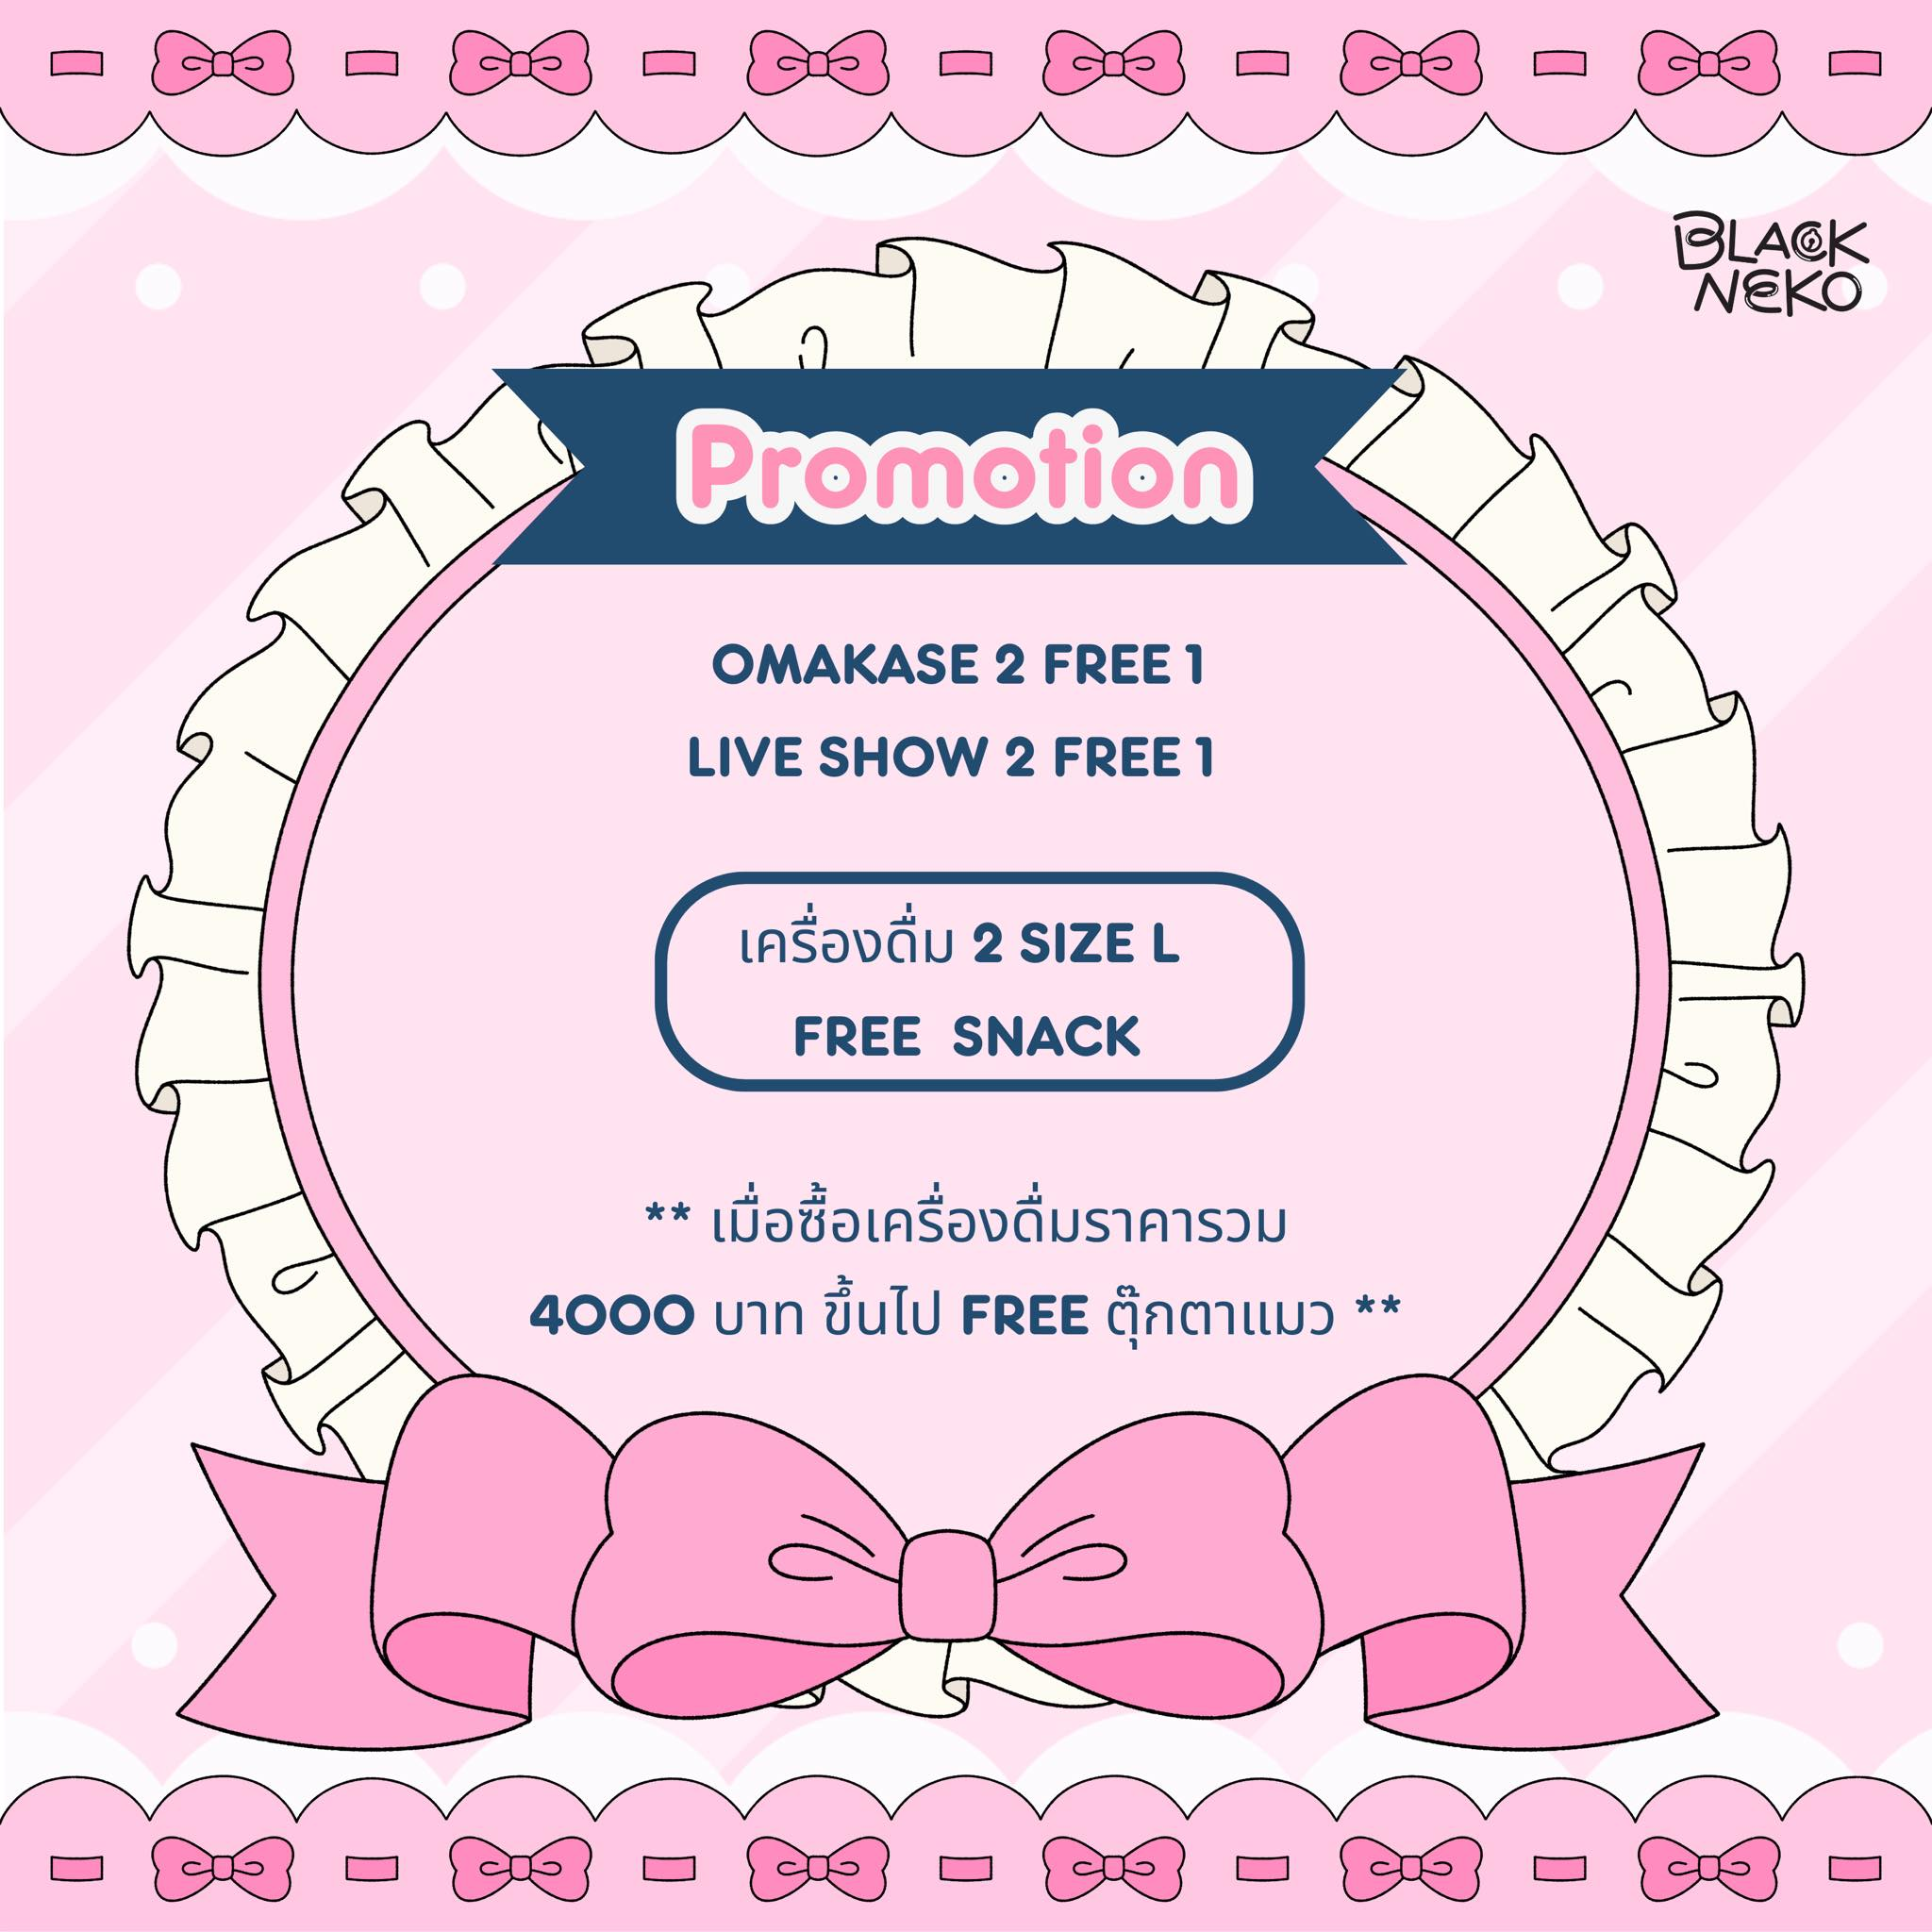 BLACK
NEKO
Promotion
OMAKASE 2 FREE 1
LIVE SHOW 2 FREE 1
เครื่องดื่ม 2 SIZE L
FREE SNACK
** เมื่อซื้อเครื่องดื่มราคารวม
4000 บาท ขึ้นไป FREE ตุ๊กตาแมว **